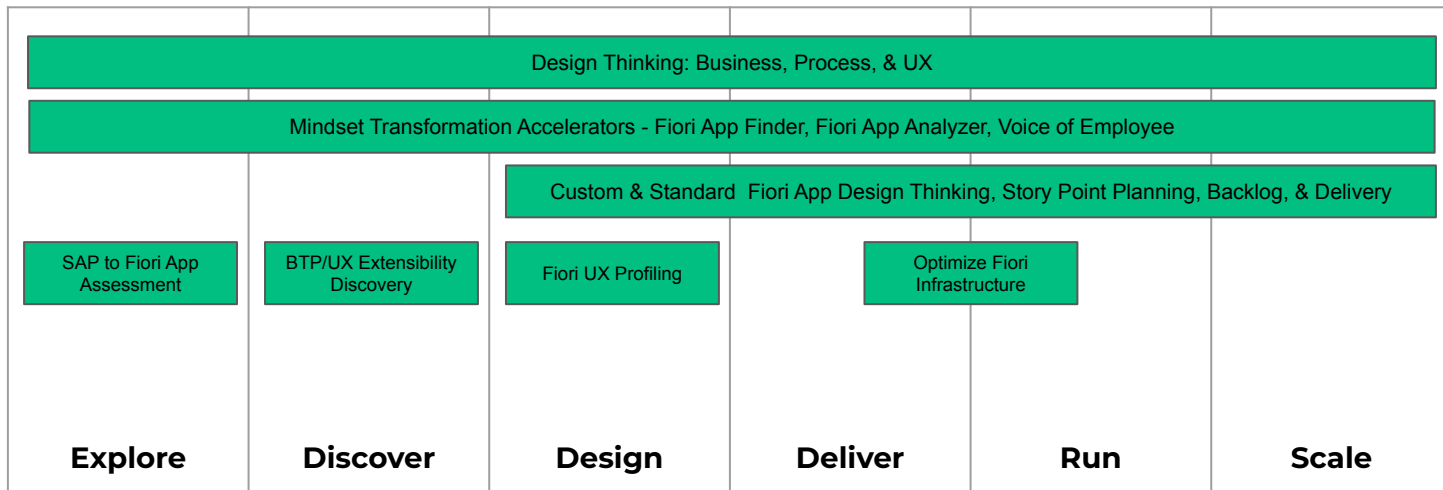 Design Thinking: Business, Process, & UX
Mindset Transformation Accelerators - Fiori App Finder, Fiori App Analyzer, Voice of Employee
Custom & Standard  Fiori App Design Thinking, Story Point Planning, Backlog, & Delivery
SAP to Fiori App
Assessment
BTP/UX Extensibility
Discovery
Fiori UX Profiling
Optimize Fiori
Infrastructure
Explore
Discover
Design
Deliver
Run
Scale